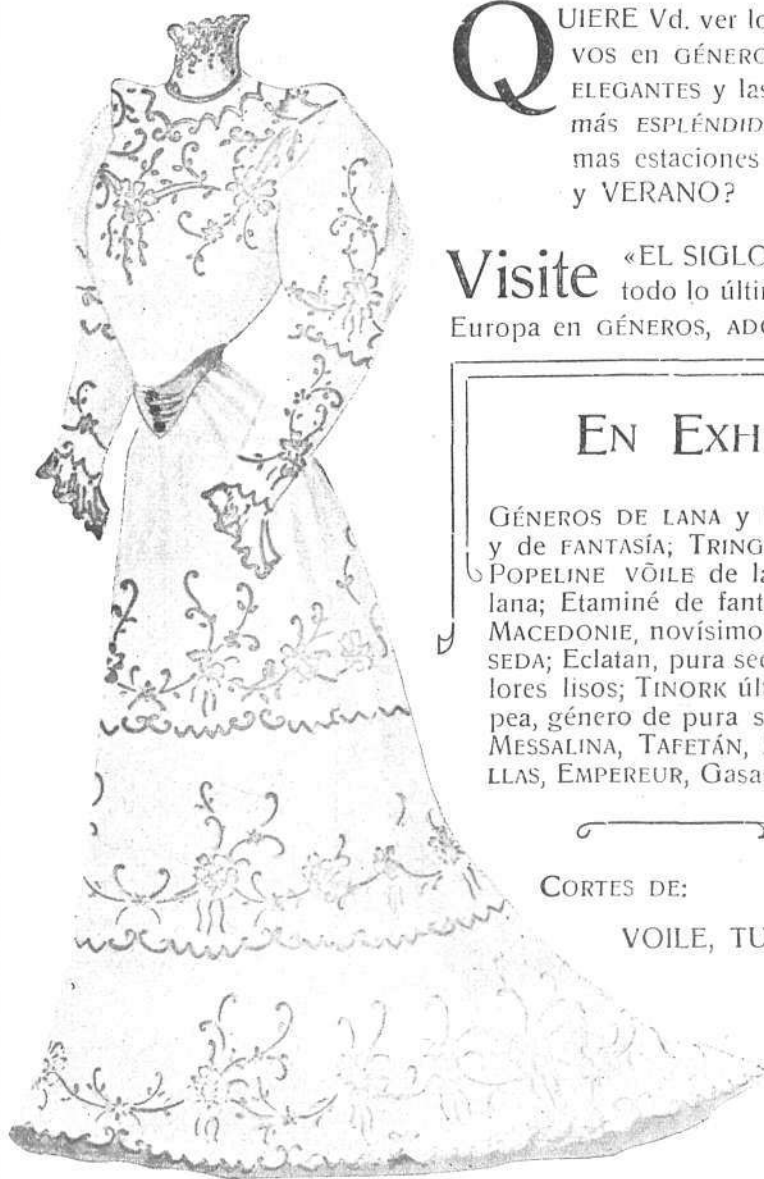 QUIERE Vd. ver lo
VOS en GÉNERO
ELEGANTES y las
más ESPLÉNDID
mas estaciones
y VERANO?
Visite «EL SIGLO
todo lo últi
Europa en GÉNEROS, ADO
EN EXH
GÉNEROS DE LANA y
y de FANTASÍA; TRING
POPELINE VÕILE de la
lana; Etaminé de fant
MACEDONIE, novísimo
SEDA; Eclatan, pura sed
lores lisos; TINORK úl
pea, género de pura s
MESSALINA, TAFETÁN,
LLAS, EMPEREUR, Gasa
CORTES DE:
VOILE, TU